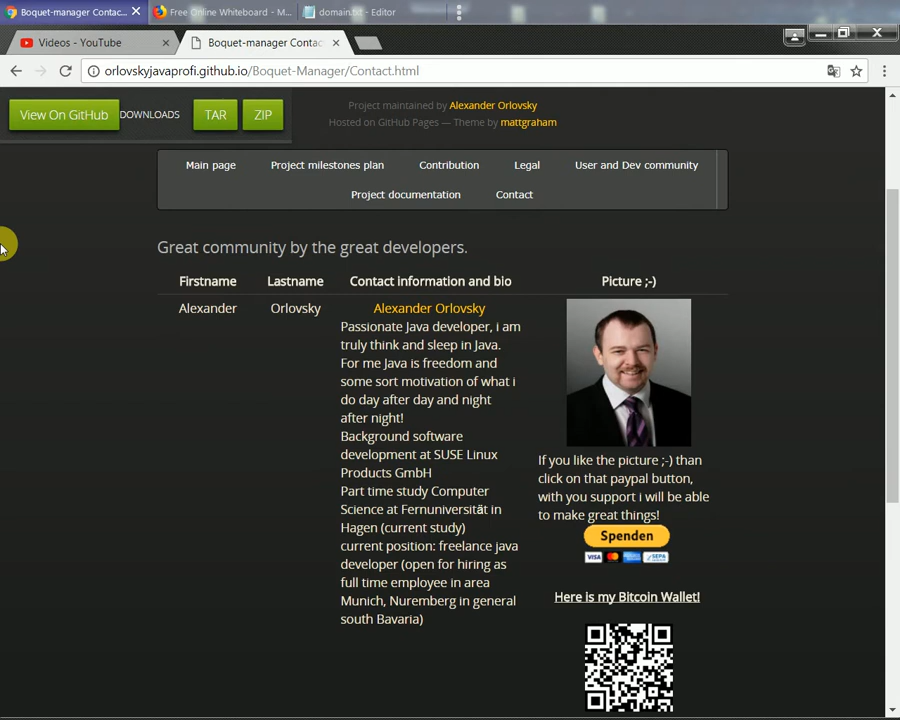 Boquet-manager Contac...
Free Online Whiteboard - M...
domain.txt - Editor
Videos - YouTube
Boquet-manager Contac
orlovskyjavaprofi.github.io/Boquet-Manager/Contact.html
View On GitHub
DOWNLOADS
TAR
ZIP
Project maintained by Alexander Orlovsky
Hosted on GitHub Pages — Theme by mattgraham
Main page
Project milestones plan
Contribution
Legal
User and Dev community
Project documentation
Contact
Great community by the great developers.
Firstname
Lastname
Contact information and bio
Picture ;-)
Alexander
Orlovsky
Alexander Orlovsky
Passionate Java developer, i am
truly think and sleep in Java.
For me Java is freedom and
some sort motivation of what i
do day after day and night
after night!
Background software
development at SUSE Linux
Products GmbH
Part time study Computer
Science at Fernuniversität in
Hagen (current study)
current position: freelance java
developer (open for hiring as
full time employee in area
Munich, Nuremberg in general
south Bavaria)
If you like the picture ;-) than
click on that paypal button,
with you support i will be able
to make great things!
Spenden
VISA
SEPA
Here is my Bitcoin Wallet!